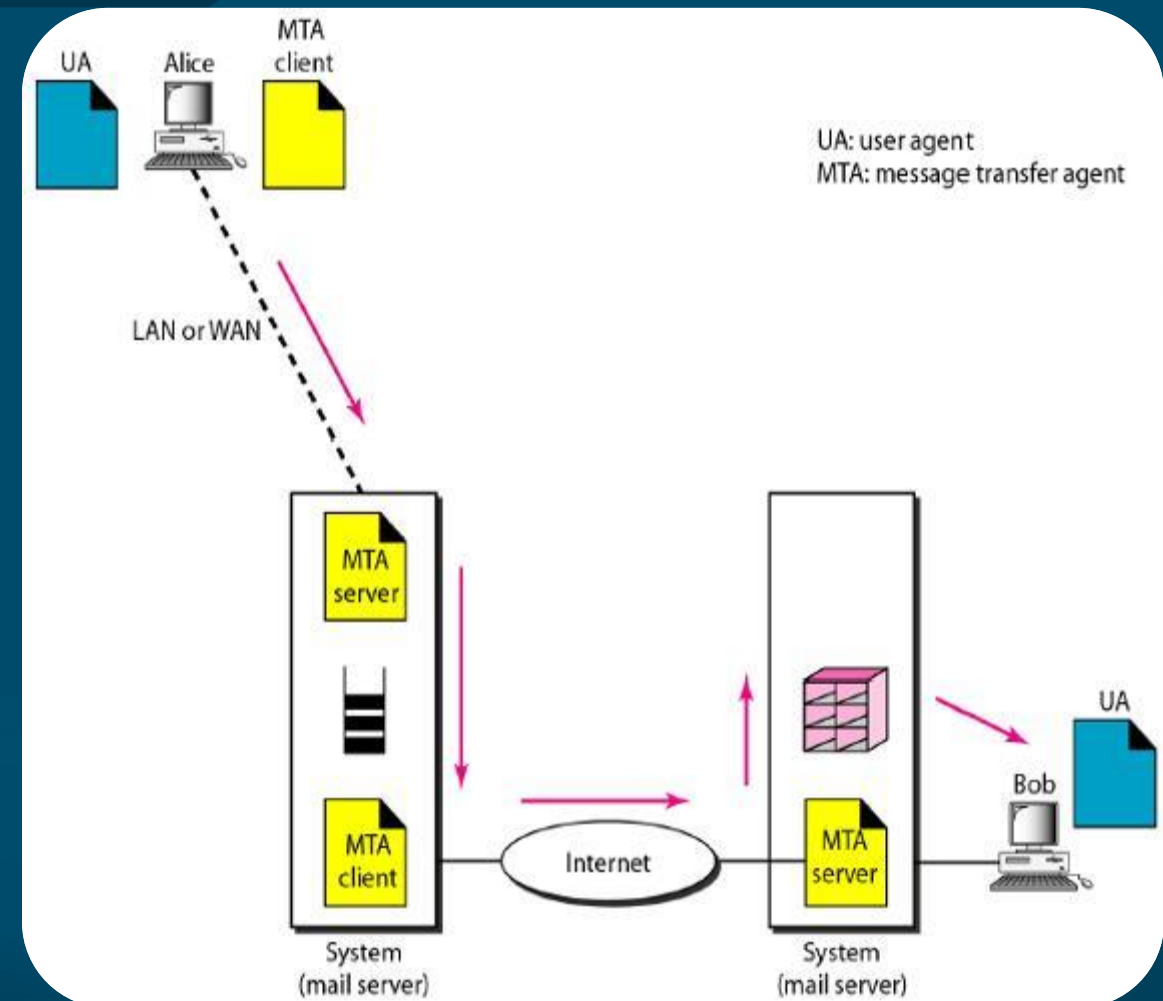 MTA
client
UA
Alice
UA: user agent
MTA: message transfer agent
LAN or WAN
MTA
server
MTA
client
System
(mail server)
Internet
MTA
server
System
(mail server)
UA
Bob